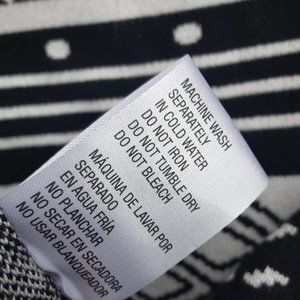 MACHINE WASH
SEPARATELY
IN COLD WATER
DO NOT IRON
DO NOT TUMBLE DRY
DO NOT BLEACH
MÁQUINA DE LAVAR POR
SEPARADO
EN AGUA FRÍA
NO PLANCHAR
NO SECAR EN SECADORA
NO USAR BLANQUEADOR